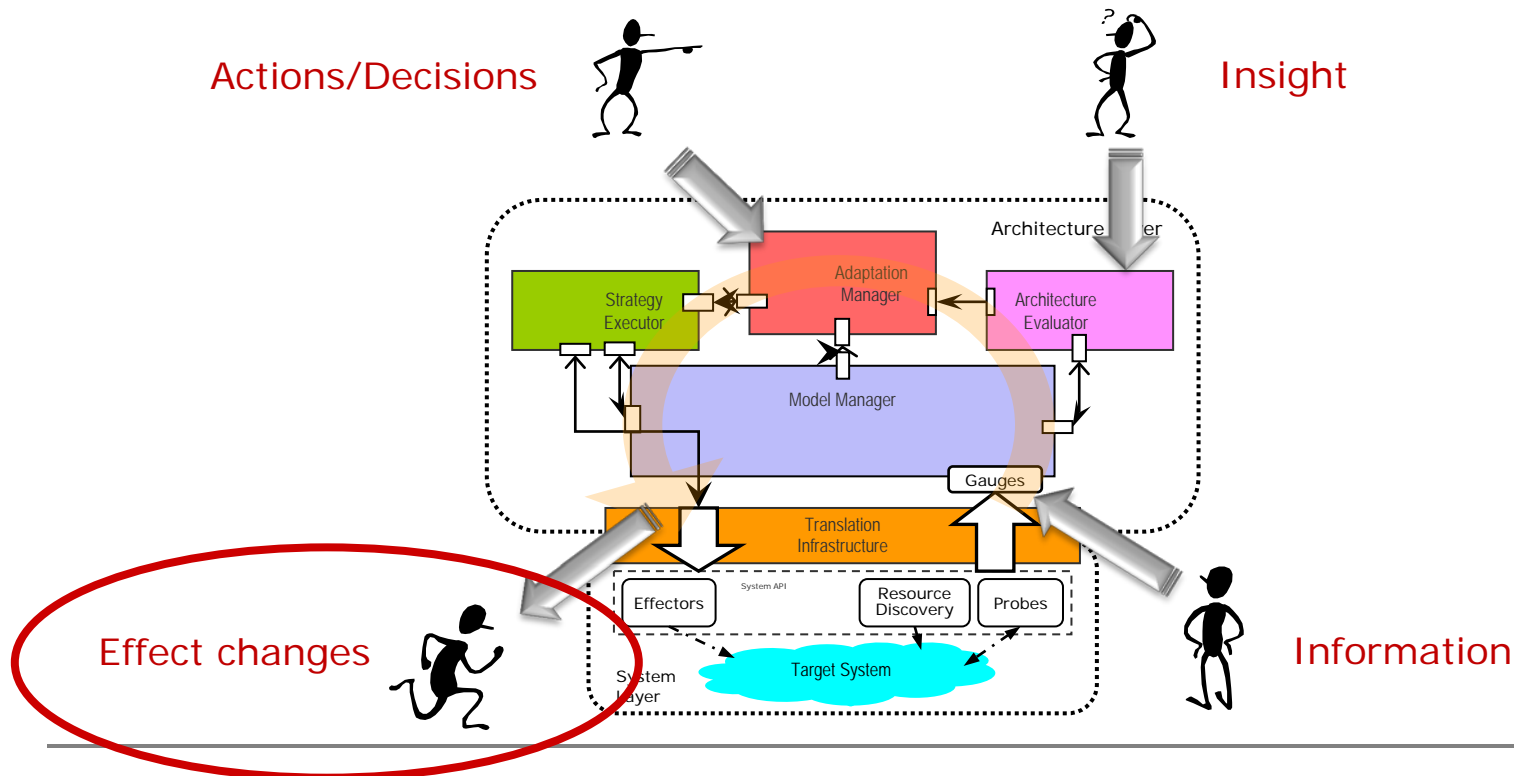 ?
Actions/Decisions
Insight
Architecture
er
Adaptation
Manager
Strategy
Executor
Architecture
Evaluator
Model Manager
Gauges
Translation
Infrastructure
System API
Effectors
Resource
Discovery
Probes
Effect changes
Target System
System
Layer
Information